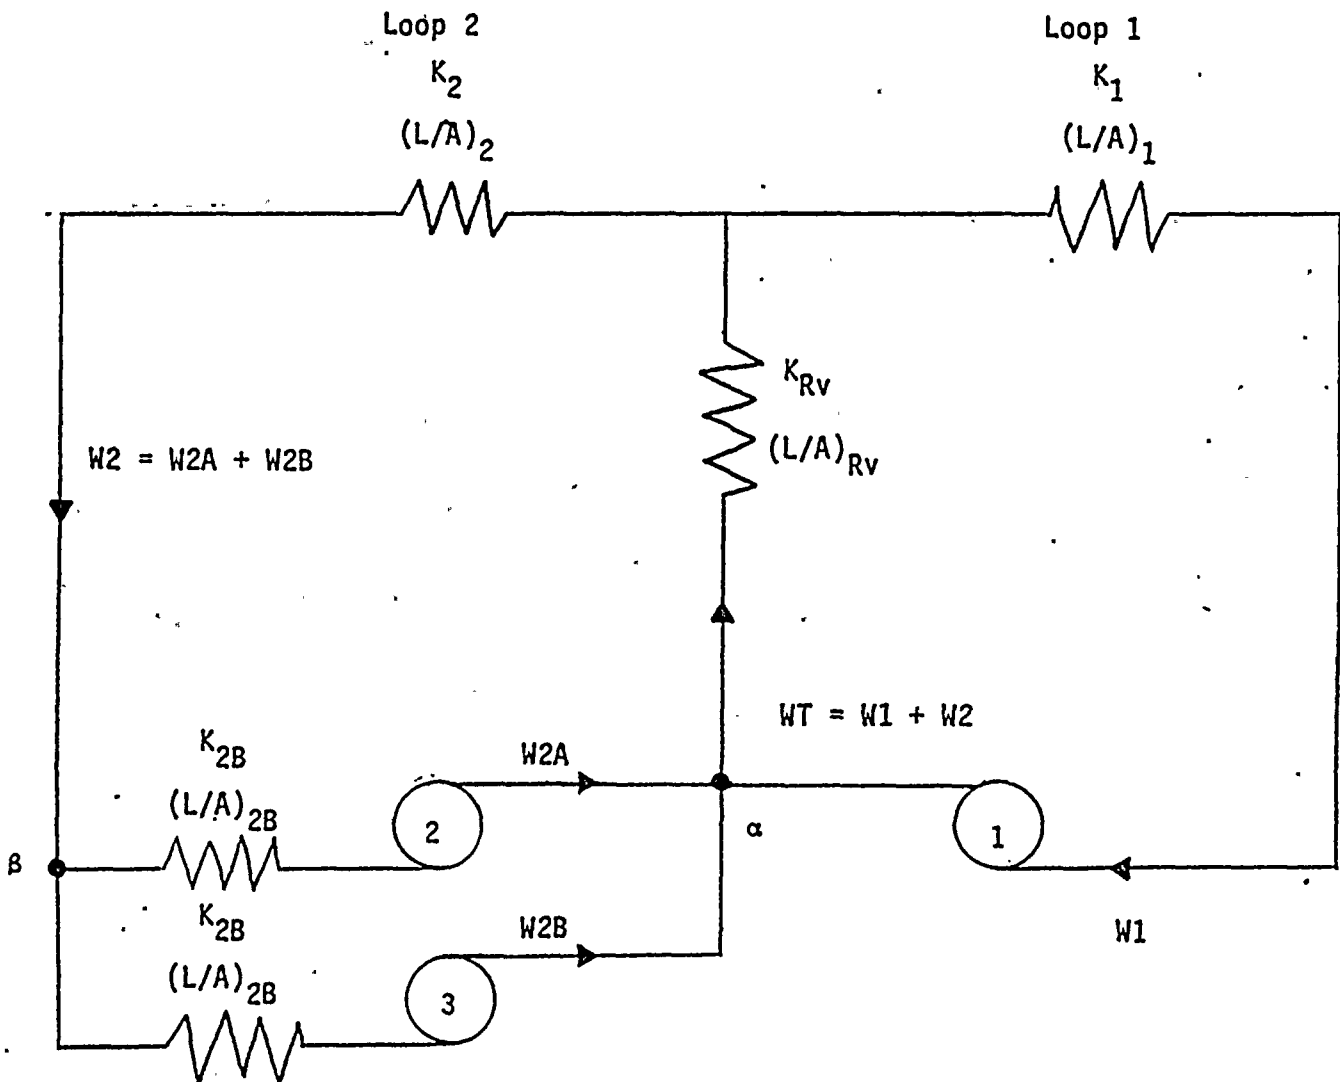 Loop 2
K2
(L/A)2
Loop 1
K1
(L/A)1
KRv
(L/A)Rv
W2 = W2A + W2B
WT = W1 + W2
K2B
(L/A)2B
W2A
2
α
1
β
K2B
(L/A)2B
W2B
3
W1